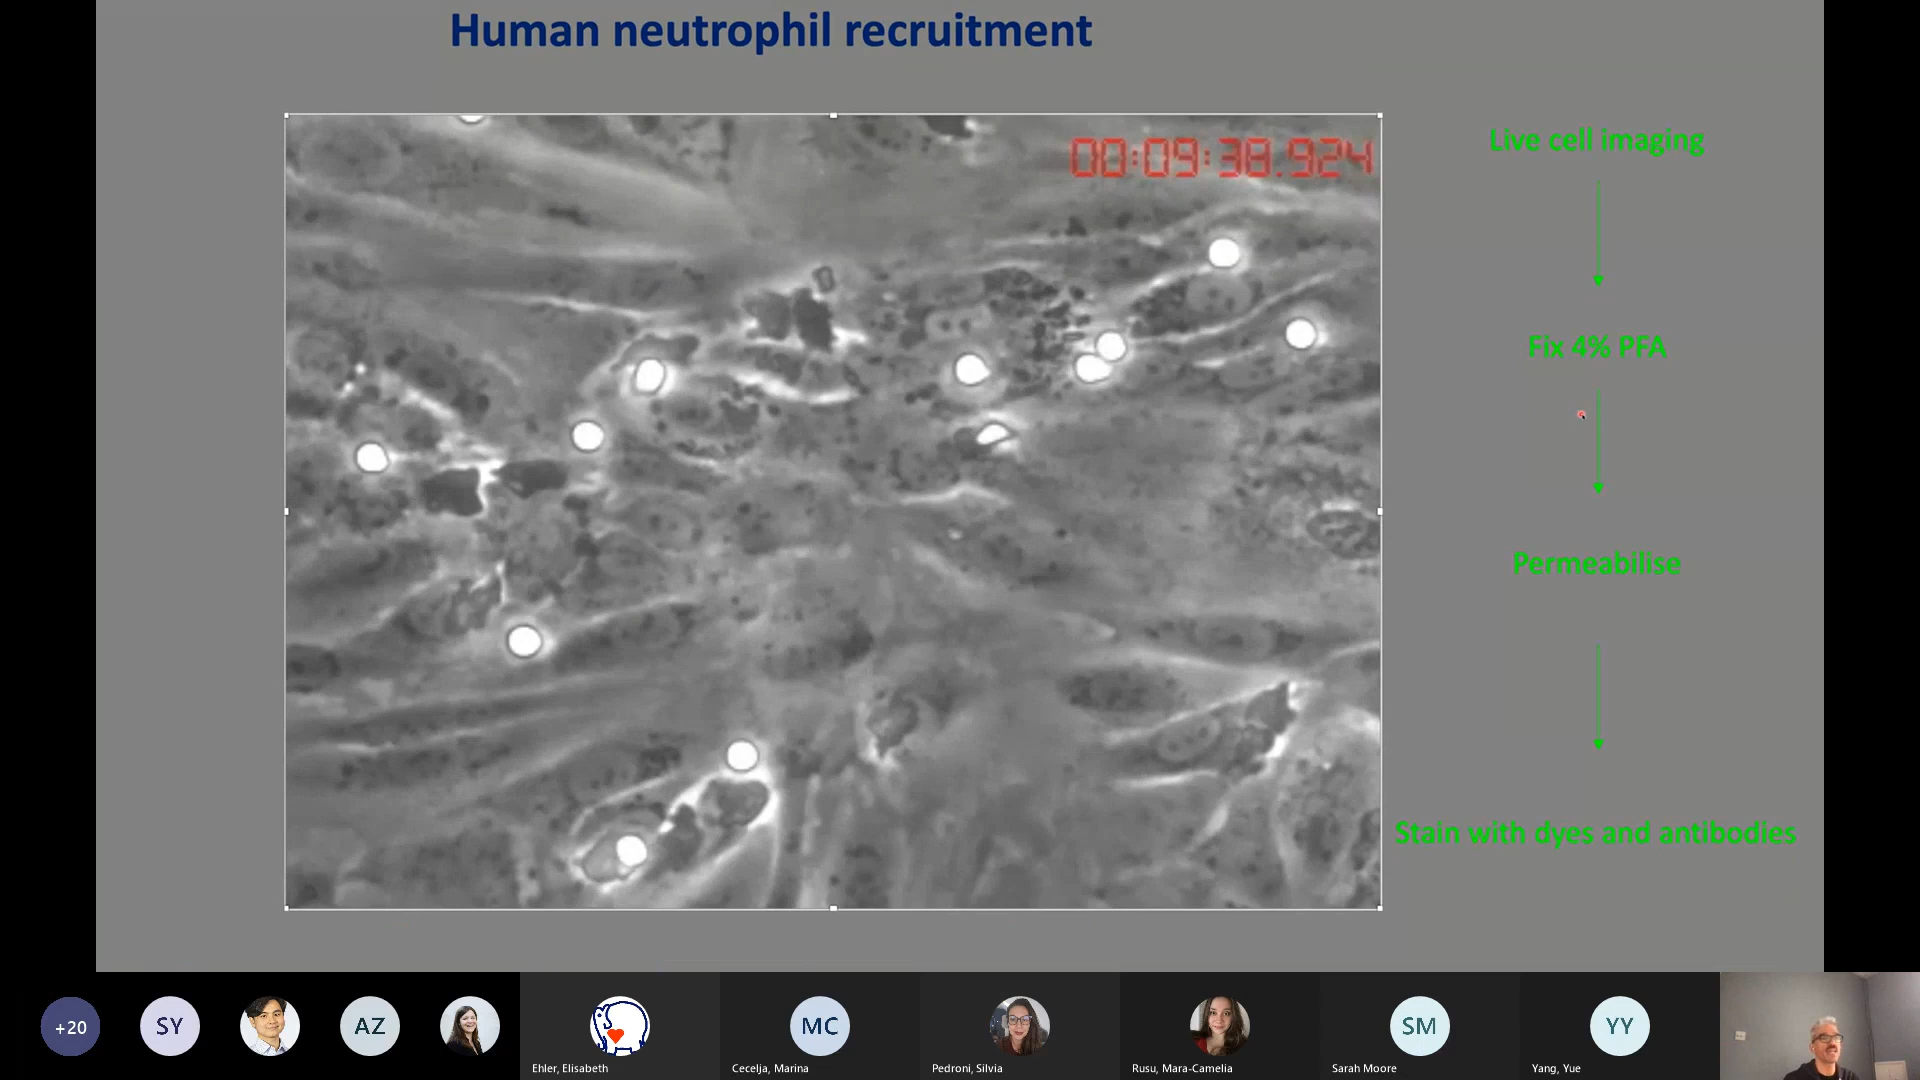 Human neutrophil recruitment
00:09:38.924
Live cell imaging
Fix 4% PFA
Permeabilise
Stain with dyes and antibodies
+20
SY
AZ
MC
SM
YY
Ehler, Elisabeth
Cecelja, Marina
Pedroni, Silvia
Rusu, Mara-Camelia
Sarah Moore
Yang, Yue